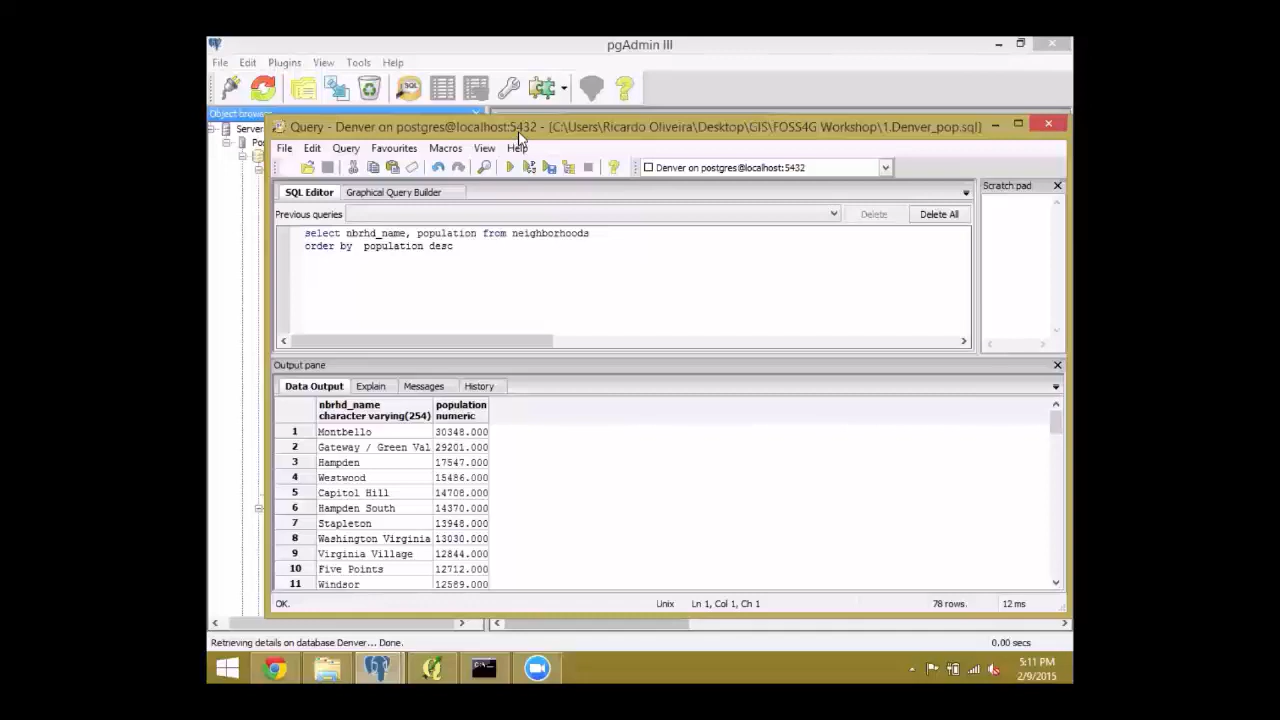 pgAdmin III
File Edit Plugins View Tools Help
SQL
Object browser
Query - Denver on postgres@localhost:5432 - [C:\Users\Ricardo Oliveira\Desktop\GIS\FOSS4G Workshop\1.Denver_pop.sql]
File Edit Query Favourites Macros View Help
Denver on postgres@localhost:5432
SQL Editor Graphical Query Builder
Scratch pad
Previous queries
Delete Delete All
select nbrhd_name, population from neighborhoods
order by population desc
Output pane
Data Output Explain Messages History
nbrhd_name population
character varying(254) numeric
1 Montbello 30348.000
2 Gateway / Green Val 29201.000
3 Hampden 17547.000
4 Westwood 15486.000
5 Capitol Hill 14708.000
6 Hampden South 14370.000
7 Stapleton 13948.000
8 Washington Virginia 13030.000
9 Virginia Village 12844.000
10 Five Points 12712.000
11 Windsor 12589.000
OK. Unix Ln 1, Col 1, Ch 1 78 rows. 12 ms
Retrieving details on database Denver... Done. 0.00 secs
5:11 PM
2/9/2015